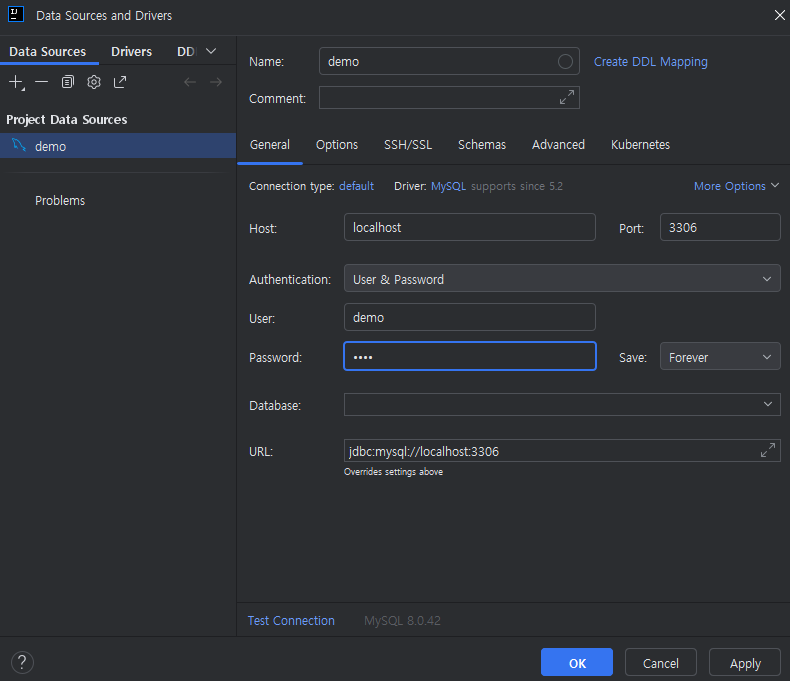 Data Sources and Drivers
Data Sources Drivers DD
Project Data Sources
demo
Problems
Name: demo Create DDL Mapping
Comment:
General Options SSH/SSL Schemas Advanced Kubernetes
Connection type: default Driver: MySQL supports since 5.2 More Options
Host: localhost Port: 3306
Authentication: User & Password
User: demo
Password: •••• Save: Forever
Database:
URL: jdbc:mysql://localhost:3306
Overrides settings above
Test Connection MySQL 8.0.42
? OK Cancel Apply